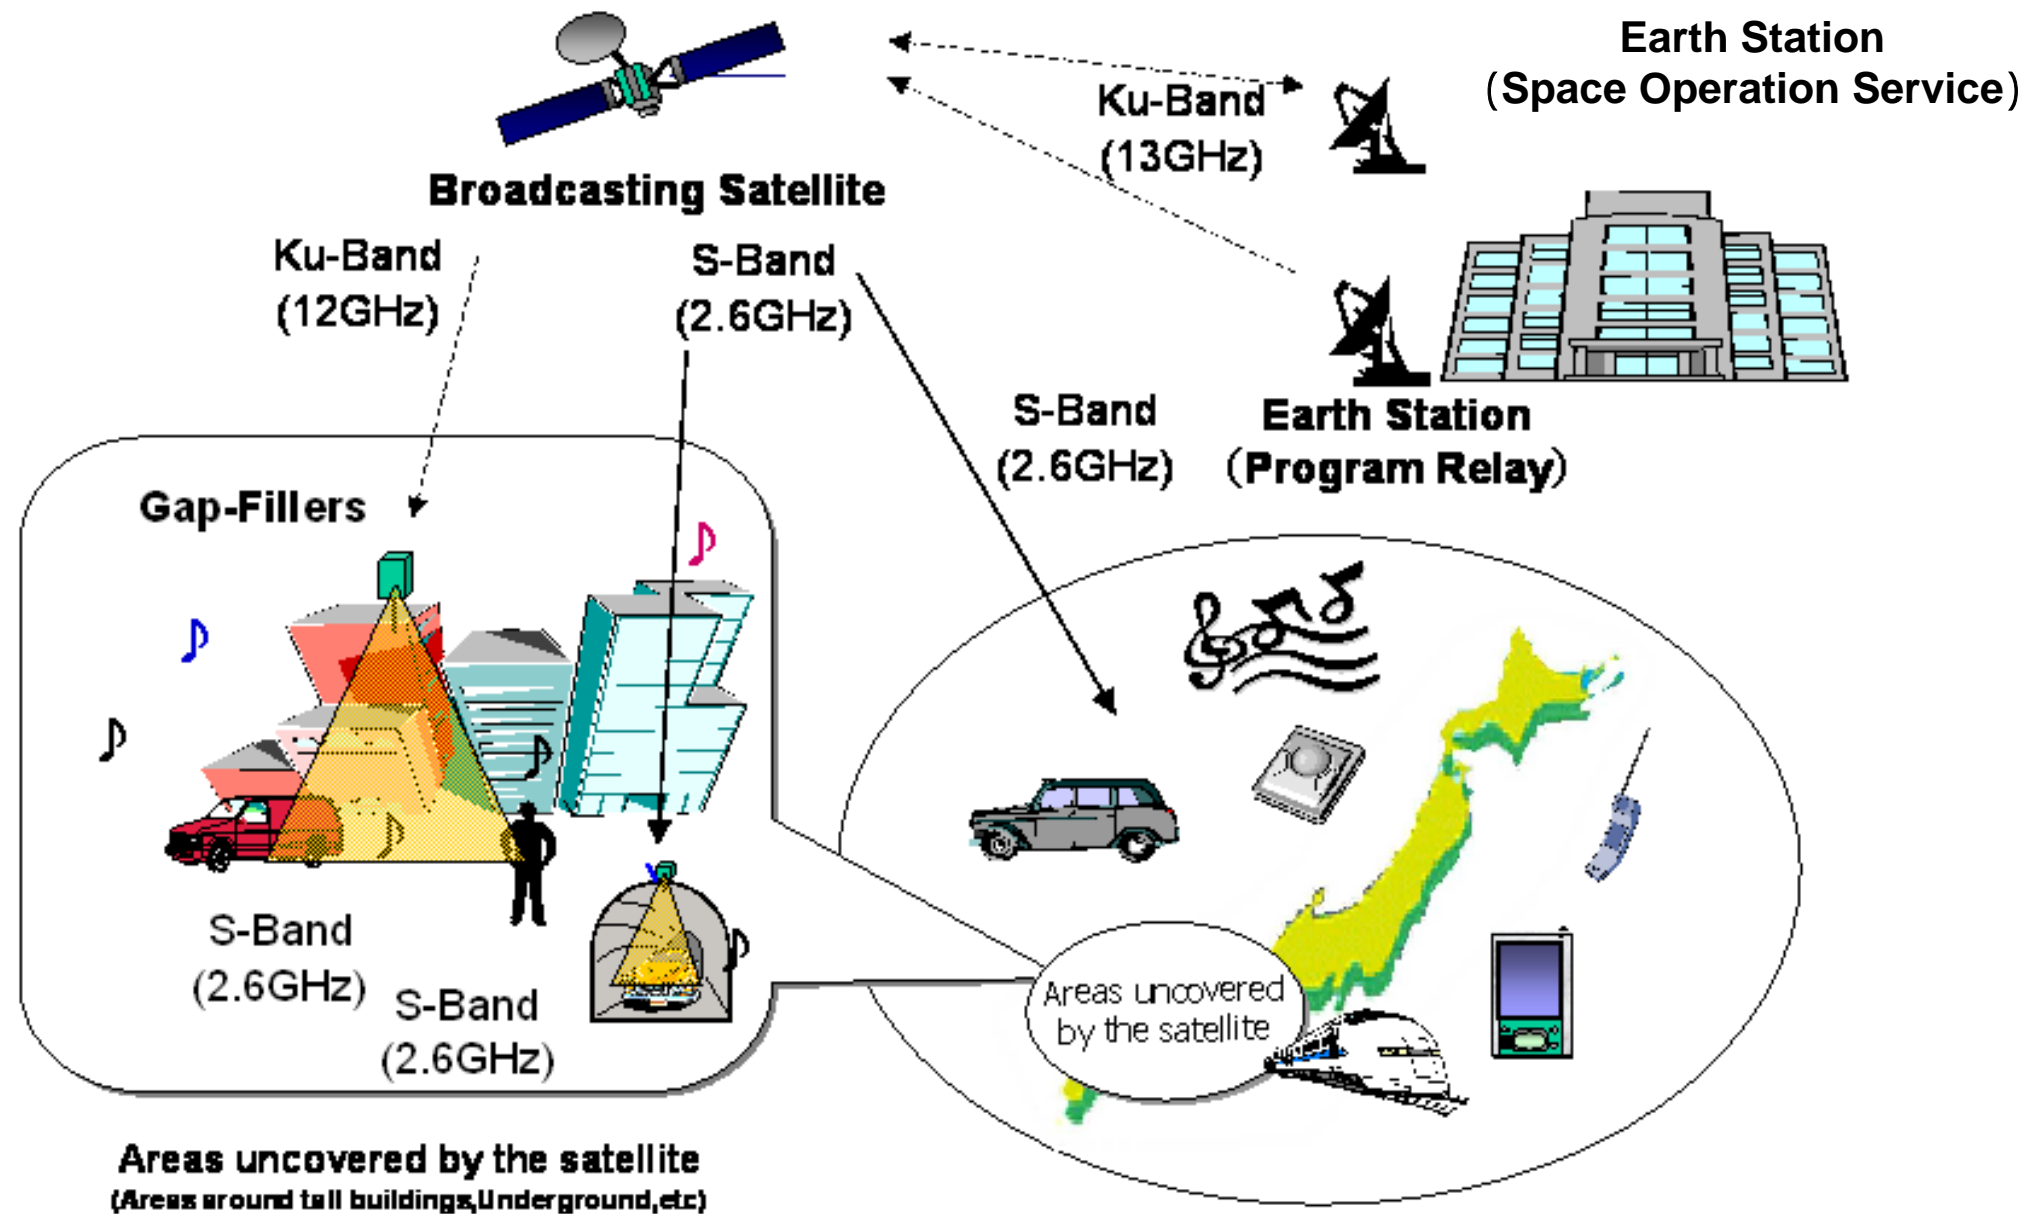 Earth Station
(Space Operation Service)
Ku-Band
(13GHz)
Broadcasting Satellite
Ku-Band
(12GHz)
S-Band
(2.6GHz)
S-Band
(2.6GHz)
Earth Station
(Program Relay)
Gap-Fillers
S-Band
(2.6GHz)
S-Band
(2.6GHz)
Areas uncovered
by the satellite
Areas uncovered by the satellite
(Areas around tall buildings,Underground,etc)